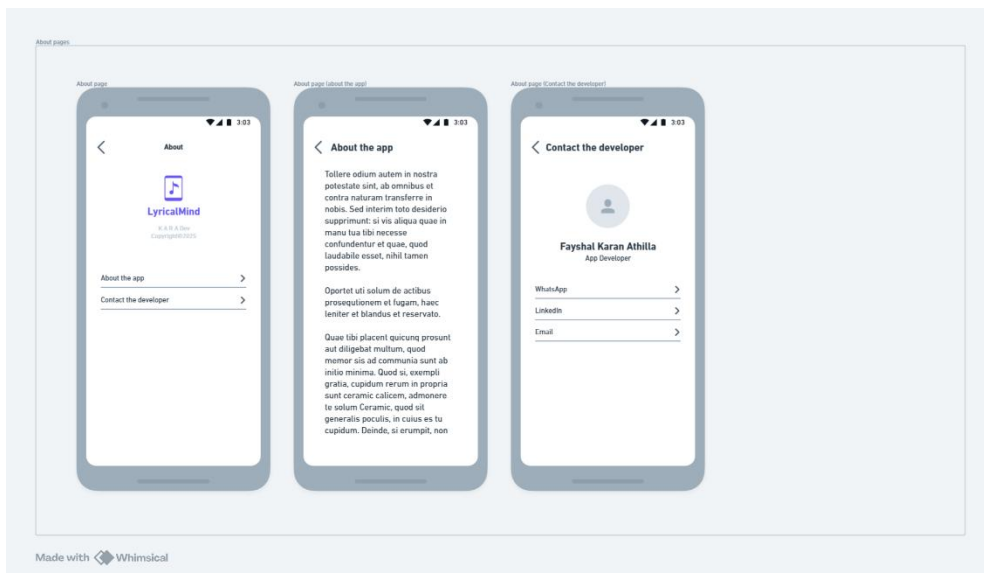 About pages
About page
3:03
About
LyricalMind
K A R A Dev
Copyright©2025
About the app
Contact the developer
About page (about the app)
3:03
About the app
Tollere odium autem in nostra
potestate sint, ab omnibus et
contra naturam transferre in
nobis. Sed interim toto desiderio
supprimunt: si vis aliqua quae in
manu tua tibi necesse
confundentur et quae, quod
laudabile esset, nihil tamen
possides.
Oportet uti solum de actibus
prosequtionem et fugam, haec
leniter et blandus et reservato.
Quae tibi placent quicunq prosunt
aut diligebat multum, quod
memor sis ad communia sunt ab
initio minima. Quod si, exempli
gratia, cupidum rerum in propria
sunt ceramic calicem, admonere
te solum Ceramic, quod sit
generalis poculis, in cuius es tu
cupidum. Deinde, si erumpit, non
About page (Contact the developer)
3:03
Contact the developer
Fayshal Karan Athilla
App Developer
WhatsApp
LinkedIn
Email
Made with Whimsical